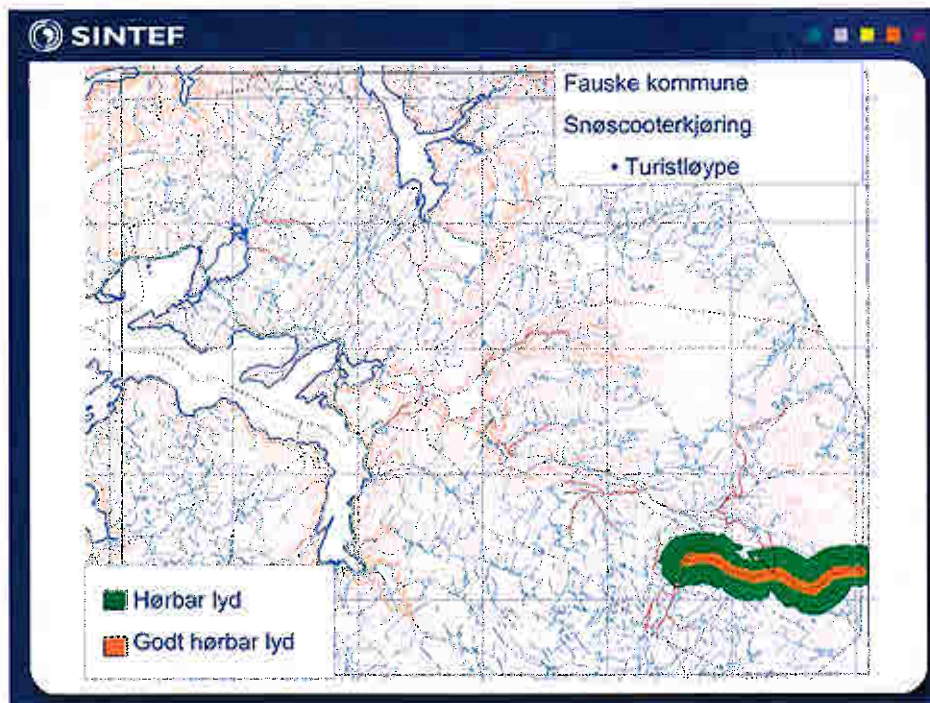 SINTEF
Fauske kommune
Snøscooterkjøring
• Turistløype
Hørbar lyd
Godt hørbar lyd